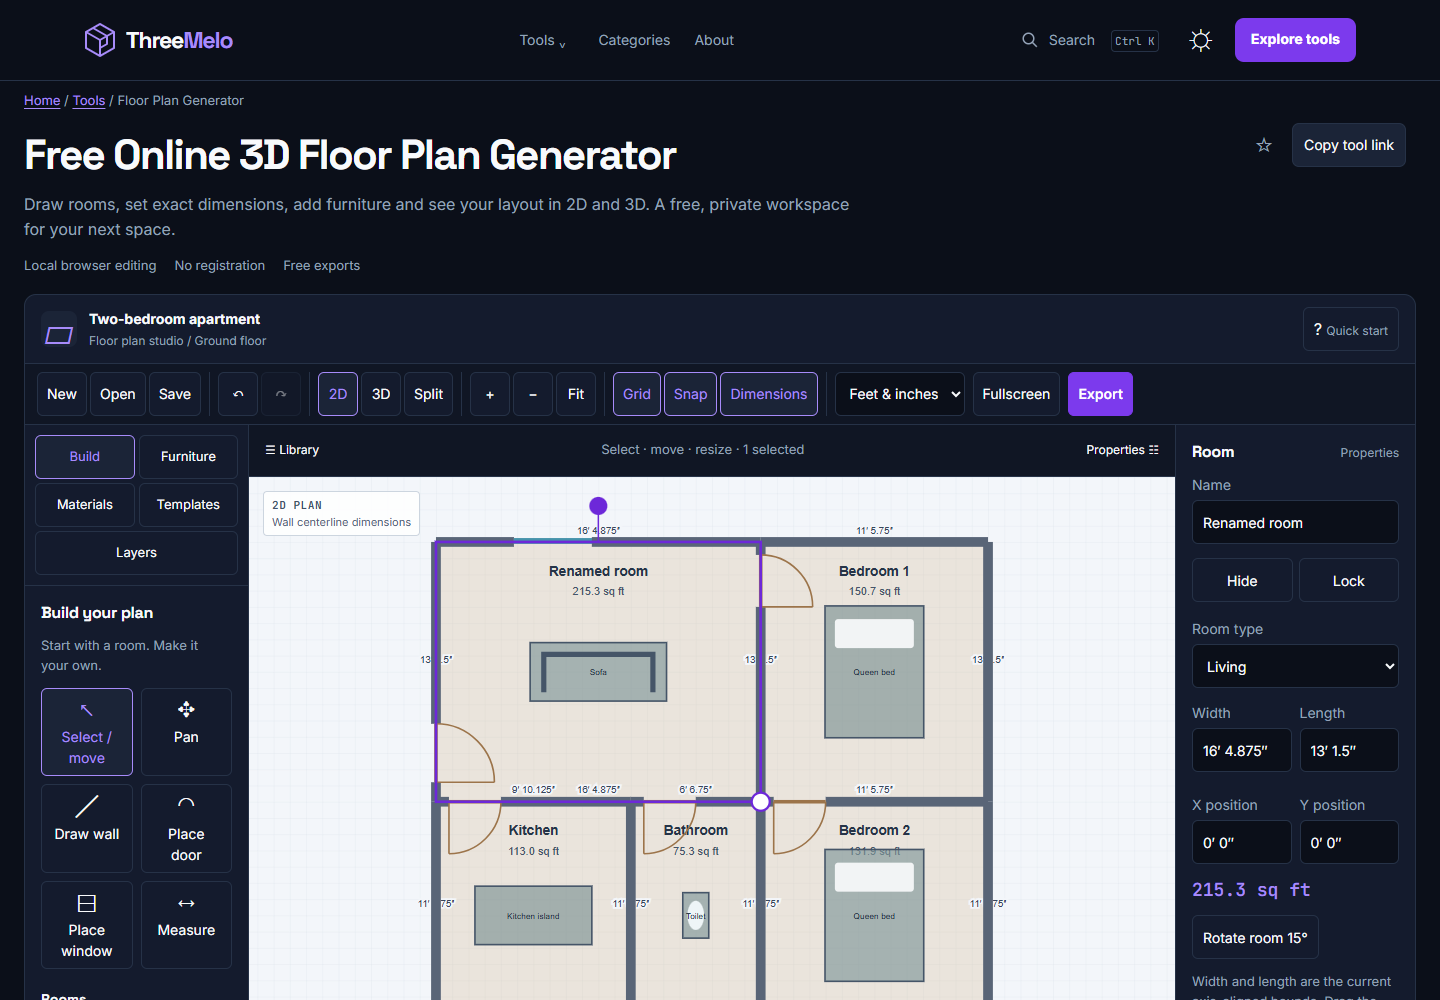 ThreeMelo
Tools
Categories
About
Search
Ctrl K
Explore tools
Home / Tools / Floor Plan Generator
Free Online 3D Floor Plan Generator
Copy tool link
Draw rooms, set exact dimensions, add furniture and see your layout in 2D and 3D. A free, private workspace
for your next space.
Local browser editing
No registration
Free exports
Two-bedroom apartment
Floor plan studio / Ground floor
? Quick start
New
Open
Save
2D
3D
Split
+
−
Fit
Grid
Snap
Dimensions
Feet & inches
Fullscreen
Export
Build
Furniture
Materials
Templates
Layers
Build your plan
Start with a room. Make it
your own.
Select /
move
Pan
Draw wall
Place
door
Place
window
Measure
Rooms
☰ Library
Select · move · resize · 1 selected
Properties
2D PLAN
Wall centerline dimensions
16′ 4.875″
11′ 5.75″
Renamed room
215.3 sq ft
Bedroom 1
150.7 sq ft
Sofa
Queen bed
9′ 10.125″
16′ 4.875″
6′ 6.75″
11′ 5.75″
Kitchen
113.0 sq ft
Bathroom
75.3 sq ft
Bedroom 2
131.9 sq ft
Kitchen island
Toilet
Queen bed
Room
Properties
Name
Renamed room
Hide
Lock
Room type
Living
Width
Length
16′ 4.875″
13′ 1.5″
X position
Y position
0′ 0″
0′ 0″
215.3 sq ft
Rotate room 15°
Width and length are the current